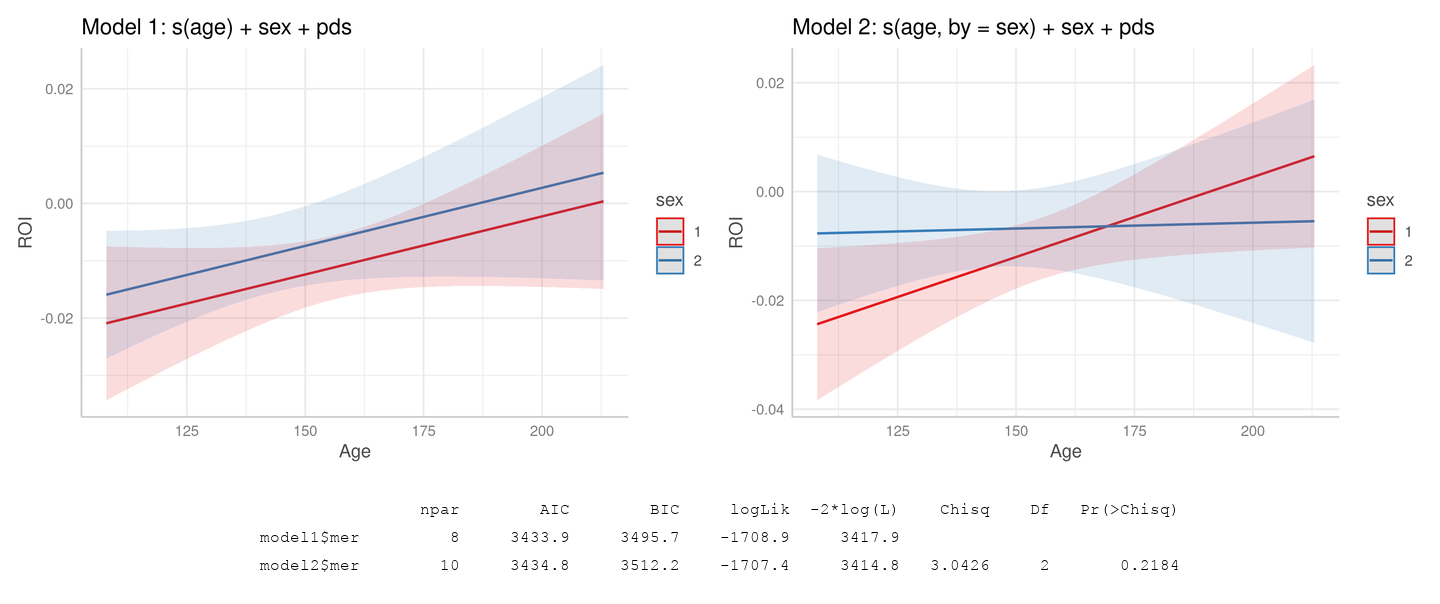 Model 1: s(age) + sex + pds
0.02
0.00
-0.02
ROI
125 150 175 200
Age
sex
1
2
Model 2: s(age, by = sex) + sex + pds
0.02
0.00
-0.02
-0.04
ROI
125 150 175 200
Age
sex
1
2
npar AIC BIC logLik -2*log(L) Chisq Df Pr(>Chisq)
model1$mer 8 3433.9 3495.7 -1708.9 3417.9
model2$mer 10 3434.8 3512.2 -1707.4 3414.8 3.0426 2 0.2184